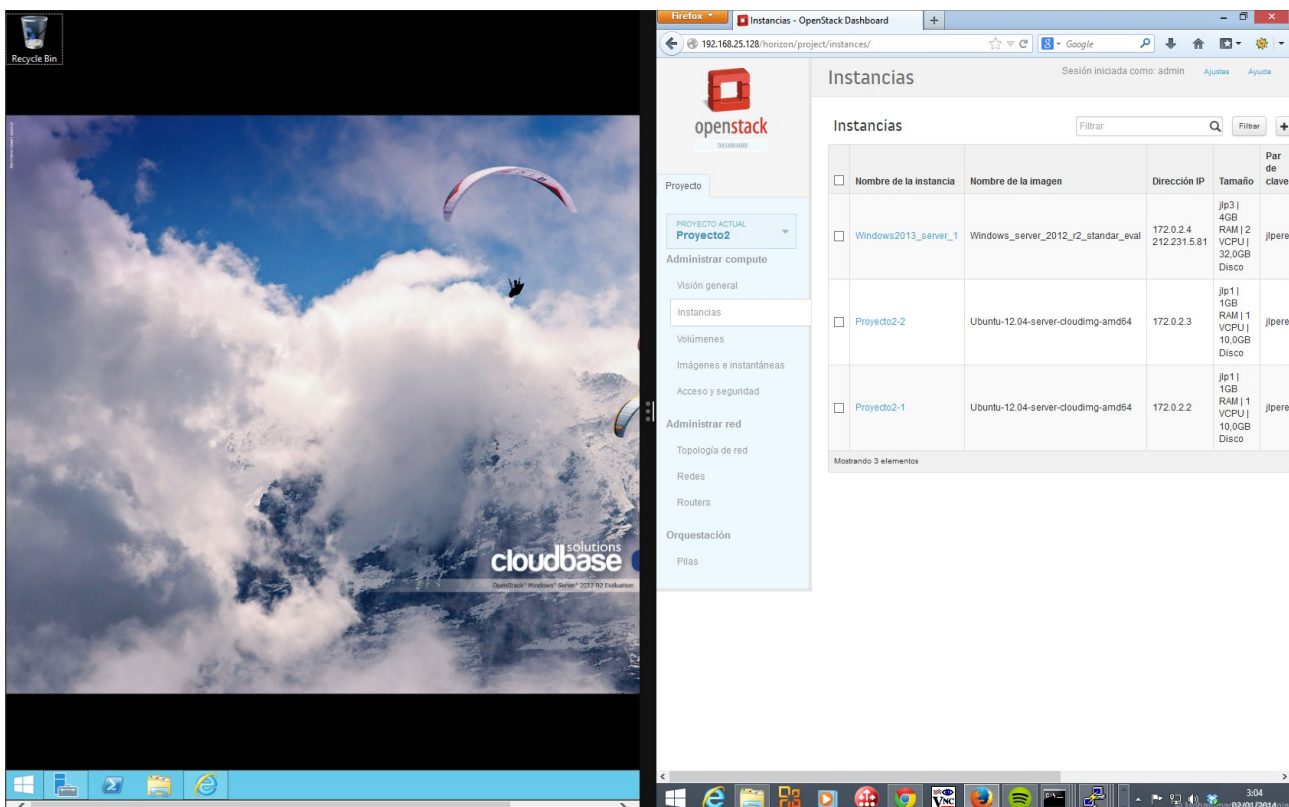 Recycle Bin
solutions
cloudbase
OpenStack® Windows® Server® 2012 R2 Evaluation
Firefox
Instancias - OpenStack Dashboard
192.168.25.128/horizon/project/instances/
Google
openstack
DASHBOARD
Proyecto
PROYECTO ACTUAL
Proyecto2
Administrar compute
Visión general
Instancias
Volúmenes
Imágenes e instantáneas
Acceso y seguridad
Administrar red
Topología de red
Redes
Routers
Orquestación
Pilas
Instancias
Sesión iniciada como: admin Ajustes Ayuda
Instancias
Filtrar Filtrar
Nombre de la instancia Nombre de la imagen Dirección IP Tamaño Par de clave
Windows2013_server_1 Windows_server_2012_r2_standar_eval
172.0.2.4
212.231.5.81
jlp3 |
4GB
RAM | 2
VCPU |
32,0GB
Disco
jlpere
Proyecto2-2 Ubuntu-12.04-server-cloudimg-amd64 172.0.2.3
jlp1 |
1GB
RAM | 1
VCPU |
10,0GB
Disco
jlpere
Proyecto2-1 Ubuntu-12.04-server-cloudimg-amd64 172.0.2.2
jlp1 |
1GB
RAM | 1
VCPU |
10,0GB
Disco
jlpere
Mostrando 3 elementos
3:04
02/01/2014